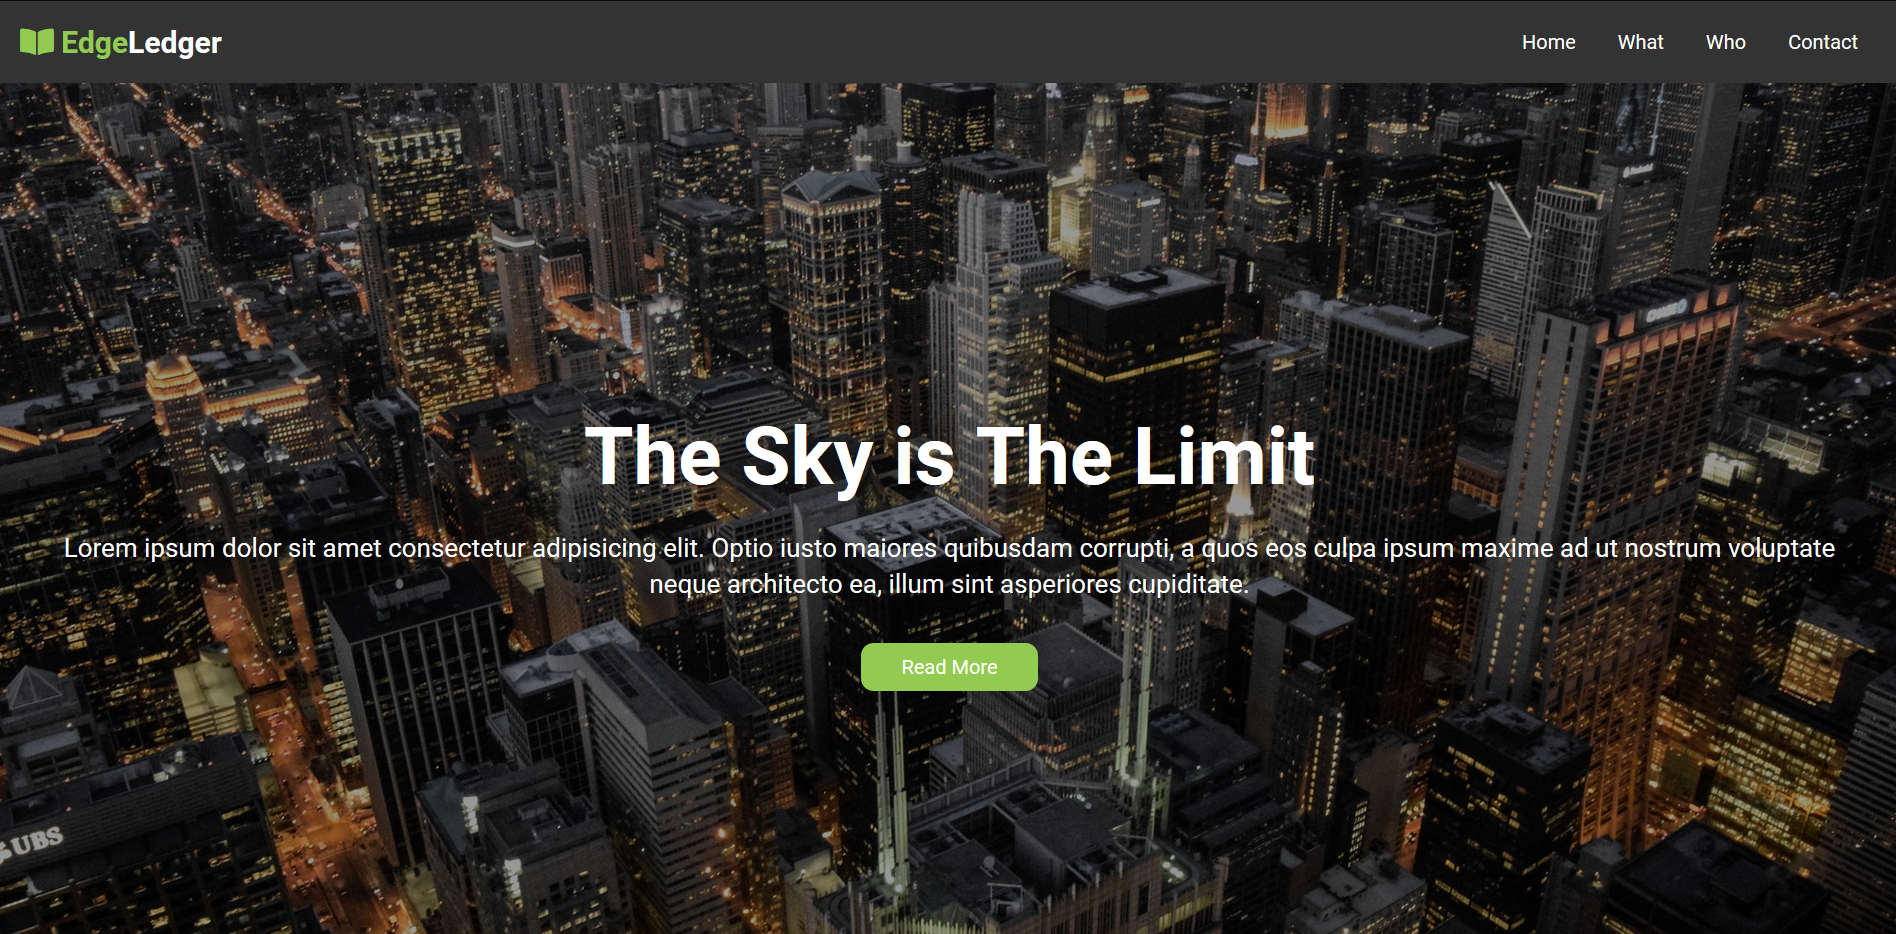 EdgeLedger
Home What Who Contact
The Sky is The Limit
Lorem ipsum dolor sit amet consectetur adipisicing elit. Optio iusto maiores quibusdam corrupti, a quos eos culpa ipsum maxime ad ut nostrum voluptate
neque architecto ea, illum sint asperiores cupiditate.
Read More
UBS